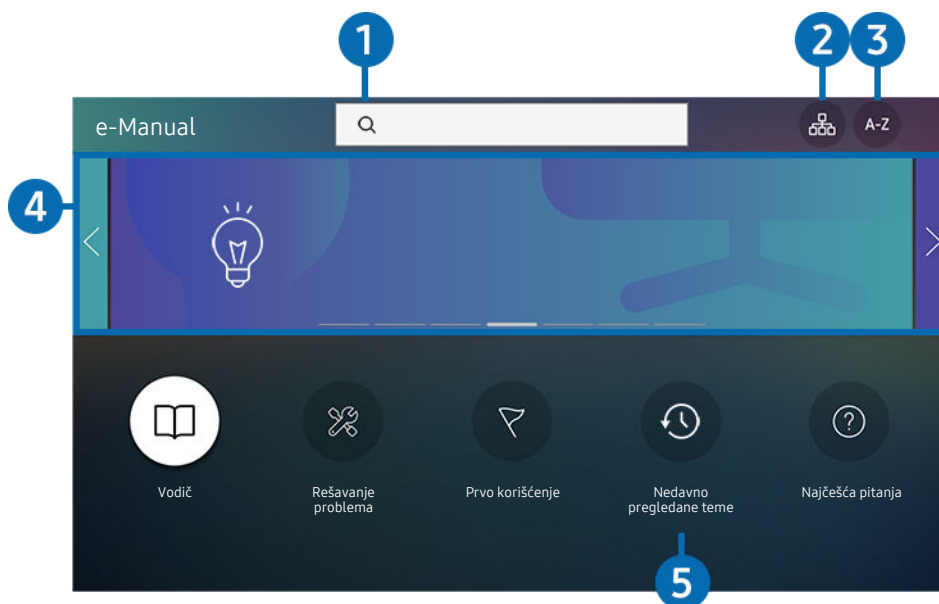 1
2
3
e-Manual
A-Z
4
Vodič
Rešavanje
problema
Prvo korišćenje
Nedavno
pregledane teme
Najčešća pitanja
5